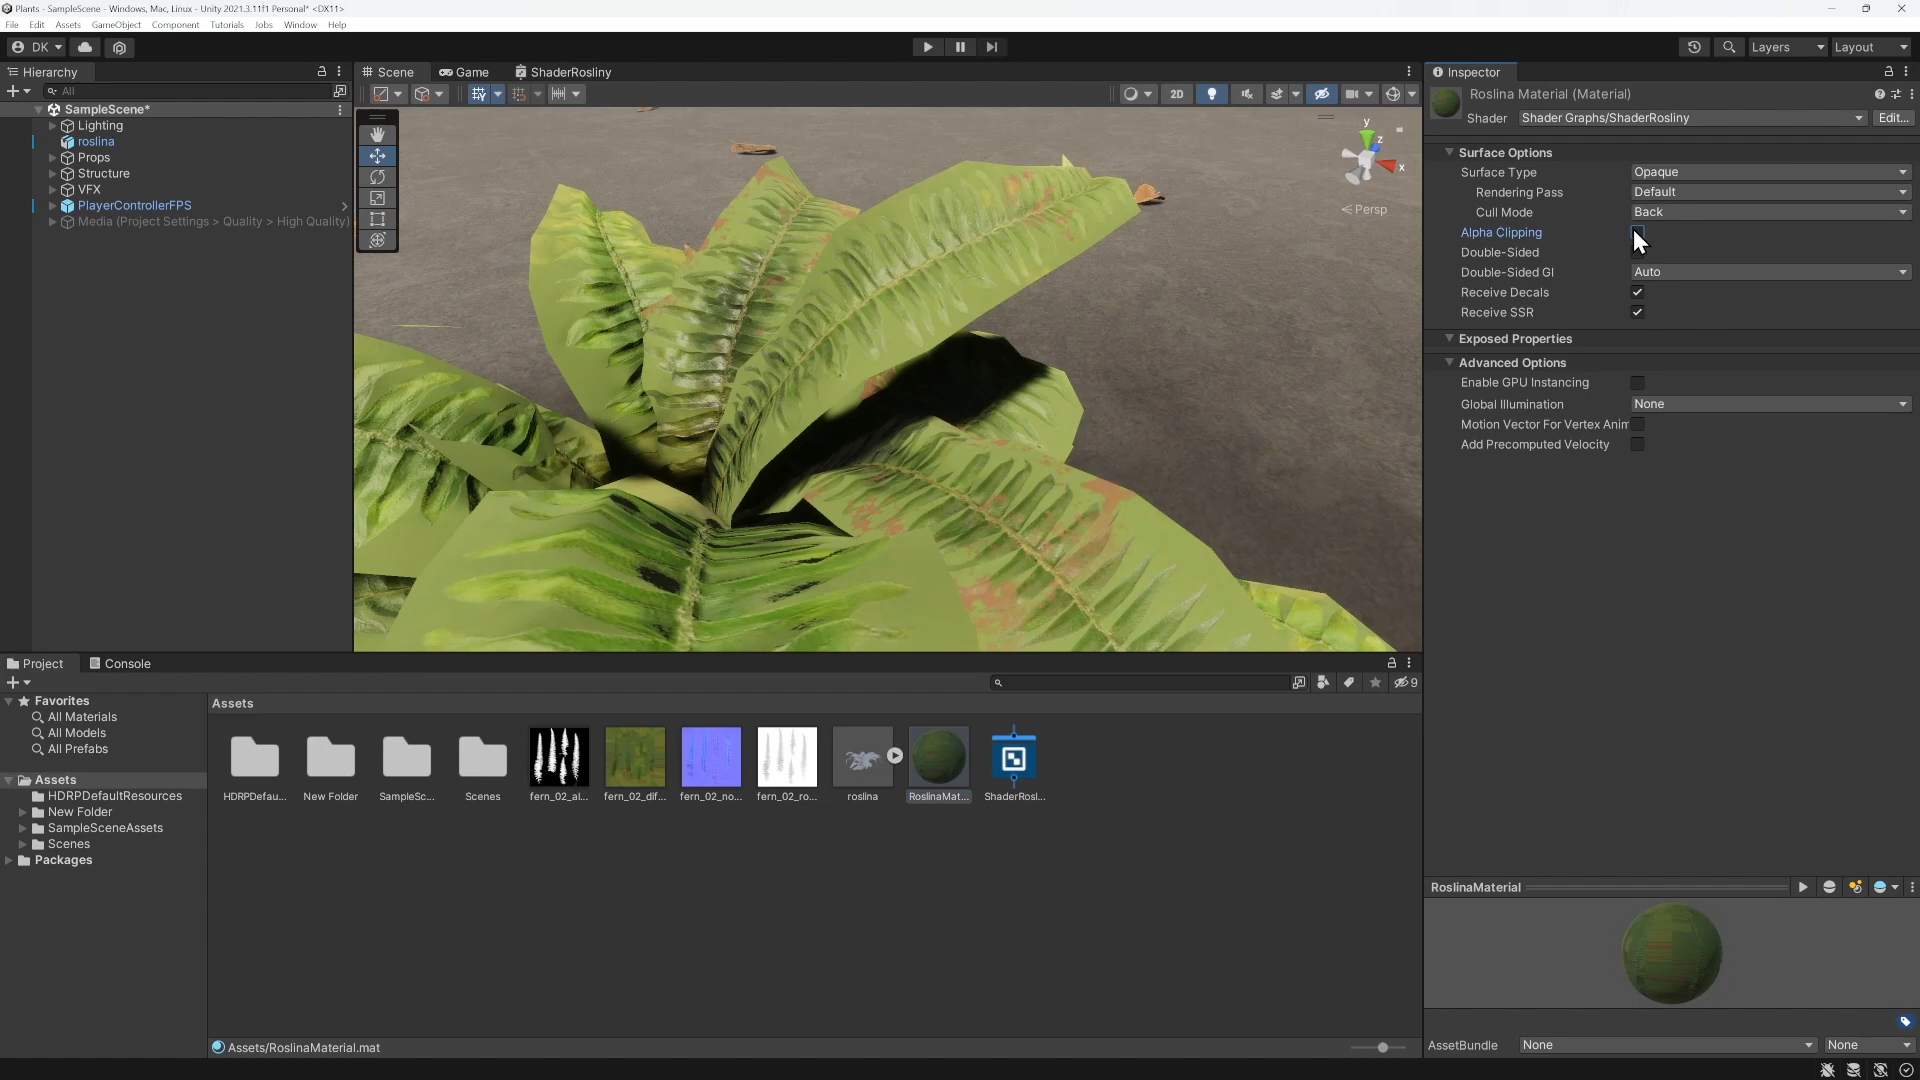 Plants - SampleScene - Windows, Mac, Linux - Unity 2021.3.11f1 Personal* <DX11>
File Edit Assets GameObject Component Tutorials Jobs Window Help
DK
Layers
Layout
Hierarchy
All
SampleScene*
Lighting
roslina
Props
Structure
VFX
PlayerControllerFPS
Media (Project Settings > Quality > High Quality)
Scene
Game
ShaderRosliny
2D
y
z
x
< Persp
Inspector
Roslina Material (Material)
Shader
Shader Graphs/ShaderRosliny
Edit...
Surface Options
Surface Type Opaque
Rendering Pass Default
Cull Mode Back
Alpha Clipping
Double-Sided
Double-Sided GI Auto
Receive Decals
Receive SSR
Exposed Properties
Advanced Options
Enable GPU Instancing
Global Illumination None
Motion Vector For Vertex Anim
Add Precomputed Velocity
Project
Console
9
Favorites
All Materials
All Models
All Prefabs
Assets
HDRPDefaultResources
New Folder
SampleSceneAssets
Scenes
Packages
Assets
HDRPDefau...
New Folder
SampleSc...
Scenes
fern_02_al...
fern_02_dif...
fern_02_no...
fern_02_ro...
roslina
RoslinaMat...
ShaderRosl...
Assets/RoslinaMaterial.mat
RoslinaMaterial
AssetBundle None None